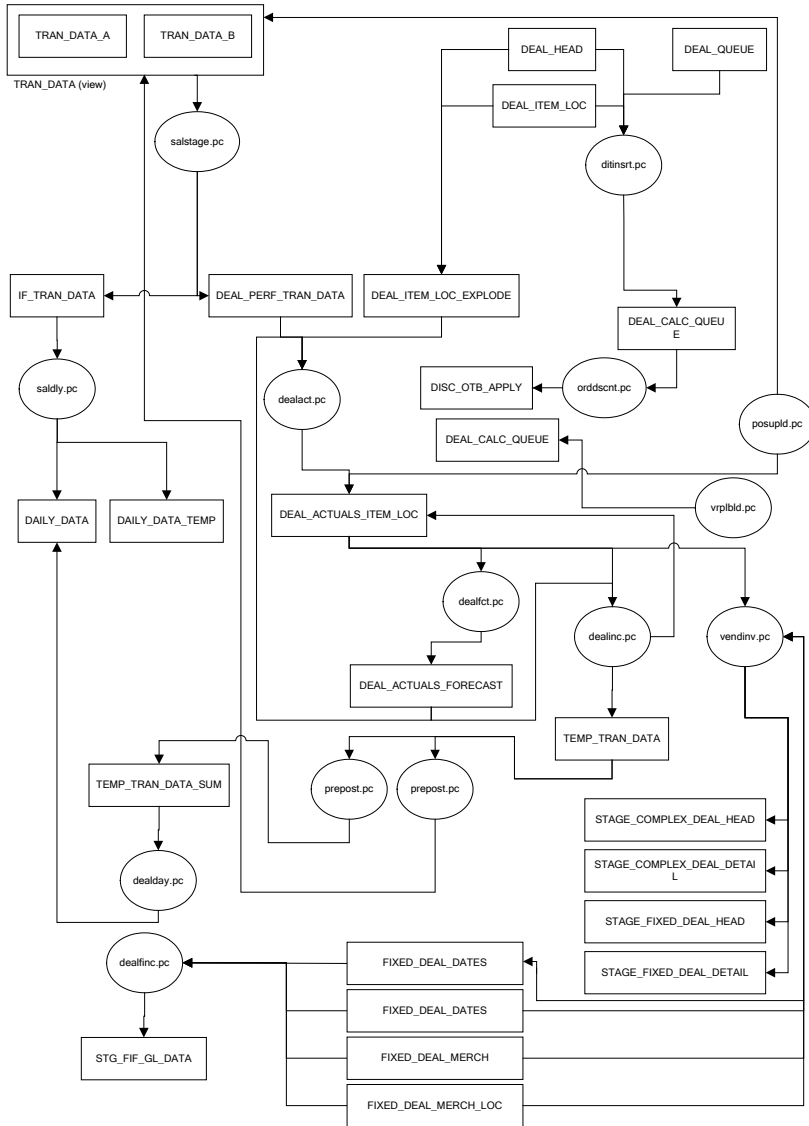 TRAN_DATA_A
TRAN_DATA_B
DEAL_HEAD
DEAL_QUEUE
TRAN_DATA (view)
DEAL_ITEM_LOC
salstage.pc
ditinsrt.pc
IF_TRAN_DATA
DEAL_PERF_TRAN_DATA
DEAL_ITEM_LOC_EXPLODE
DEAL_CALC_QUEU
E
saldly.pc
dealact.pc
DISC_OTB_APPLY
orddscnt.pc
posupld.pc
DEAL_CALC_QUEUE
DAILY_DATA
DAILY_DATA_TEMP
DEAL_ACTUALS_ITEM_LOC
vrplbld.pc
dealfct.pc
dealinc.pc
vendinv.pc
DEAL_ACTUALS_FORECAST
TEMP_TRAN_DATA
TEMP_TRAN_DATA_SUM
prepost.pc
prepost.pc
STAGE_COMPLEX_DEAL_HEAD
STAGE_COMPLEX_DEAL_DETAI
L
dealday.pc
STAGE_FIXED_DEAL_HEAD
dealfinc.pc
FIXED_DEAL_DATES
STAGE_FIXED_DEAL_DETAIL
FIXED_DEAL_DATES
STG_FIF_GL_DATA
FIXED_DEAL_MERCH
FIXED_DEAL_MERCH_LOC